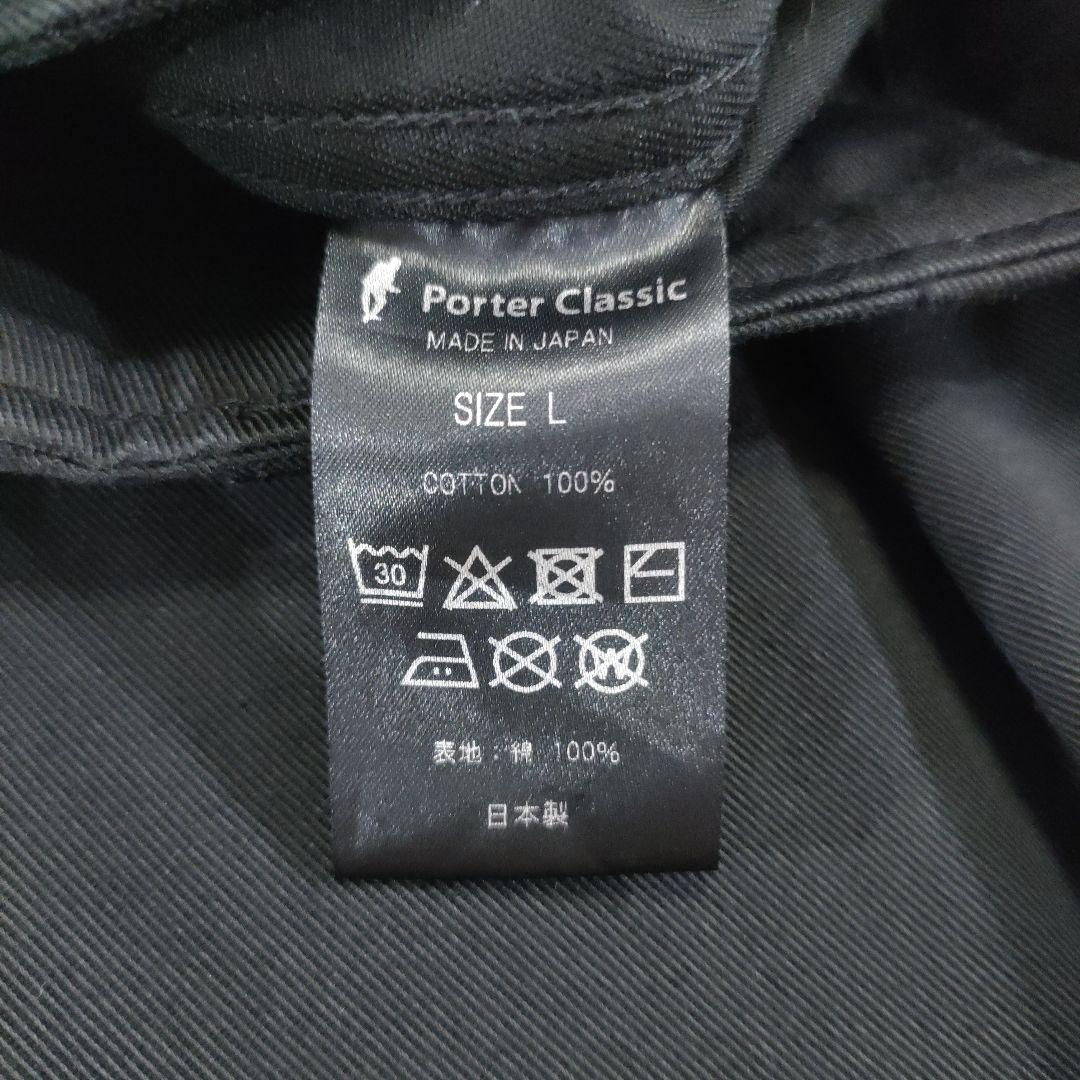 Porter Classic
MADE IN JAPAN
SIZE L
COTTON 100%
30
W
表地：綿 100%
日本製